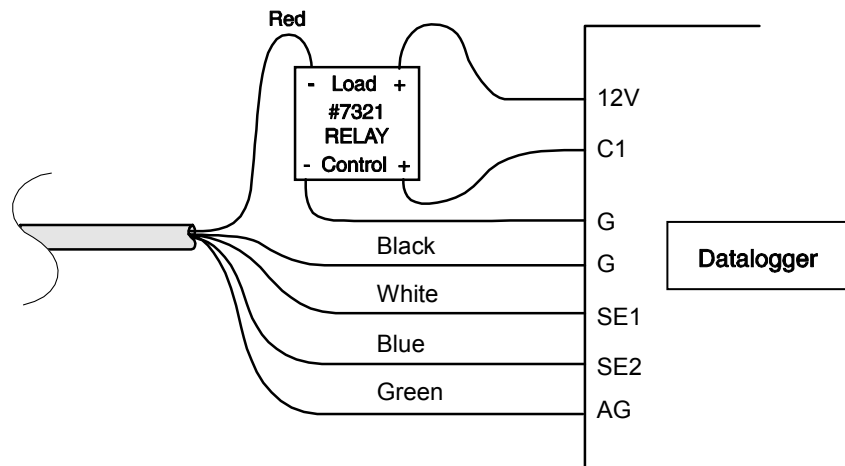 Red
- Load +
#7321
RELAY
- Control +
12V
C1
G
Black
G
Datalogger
White
SE1
Blue
SE2
Green
AG